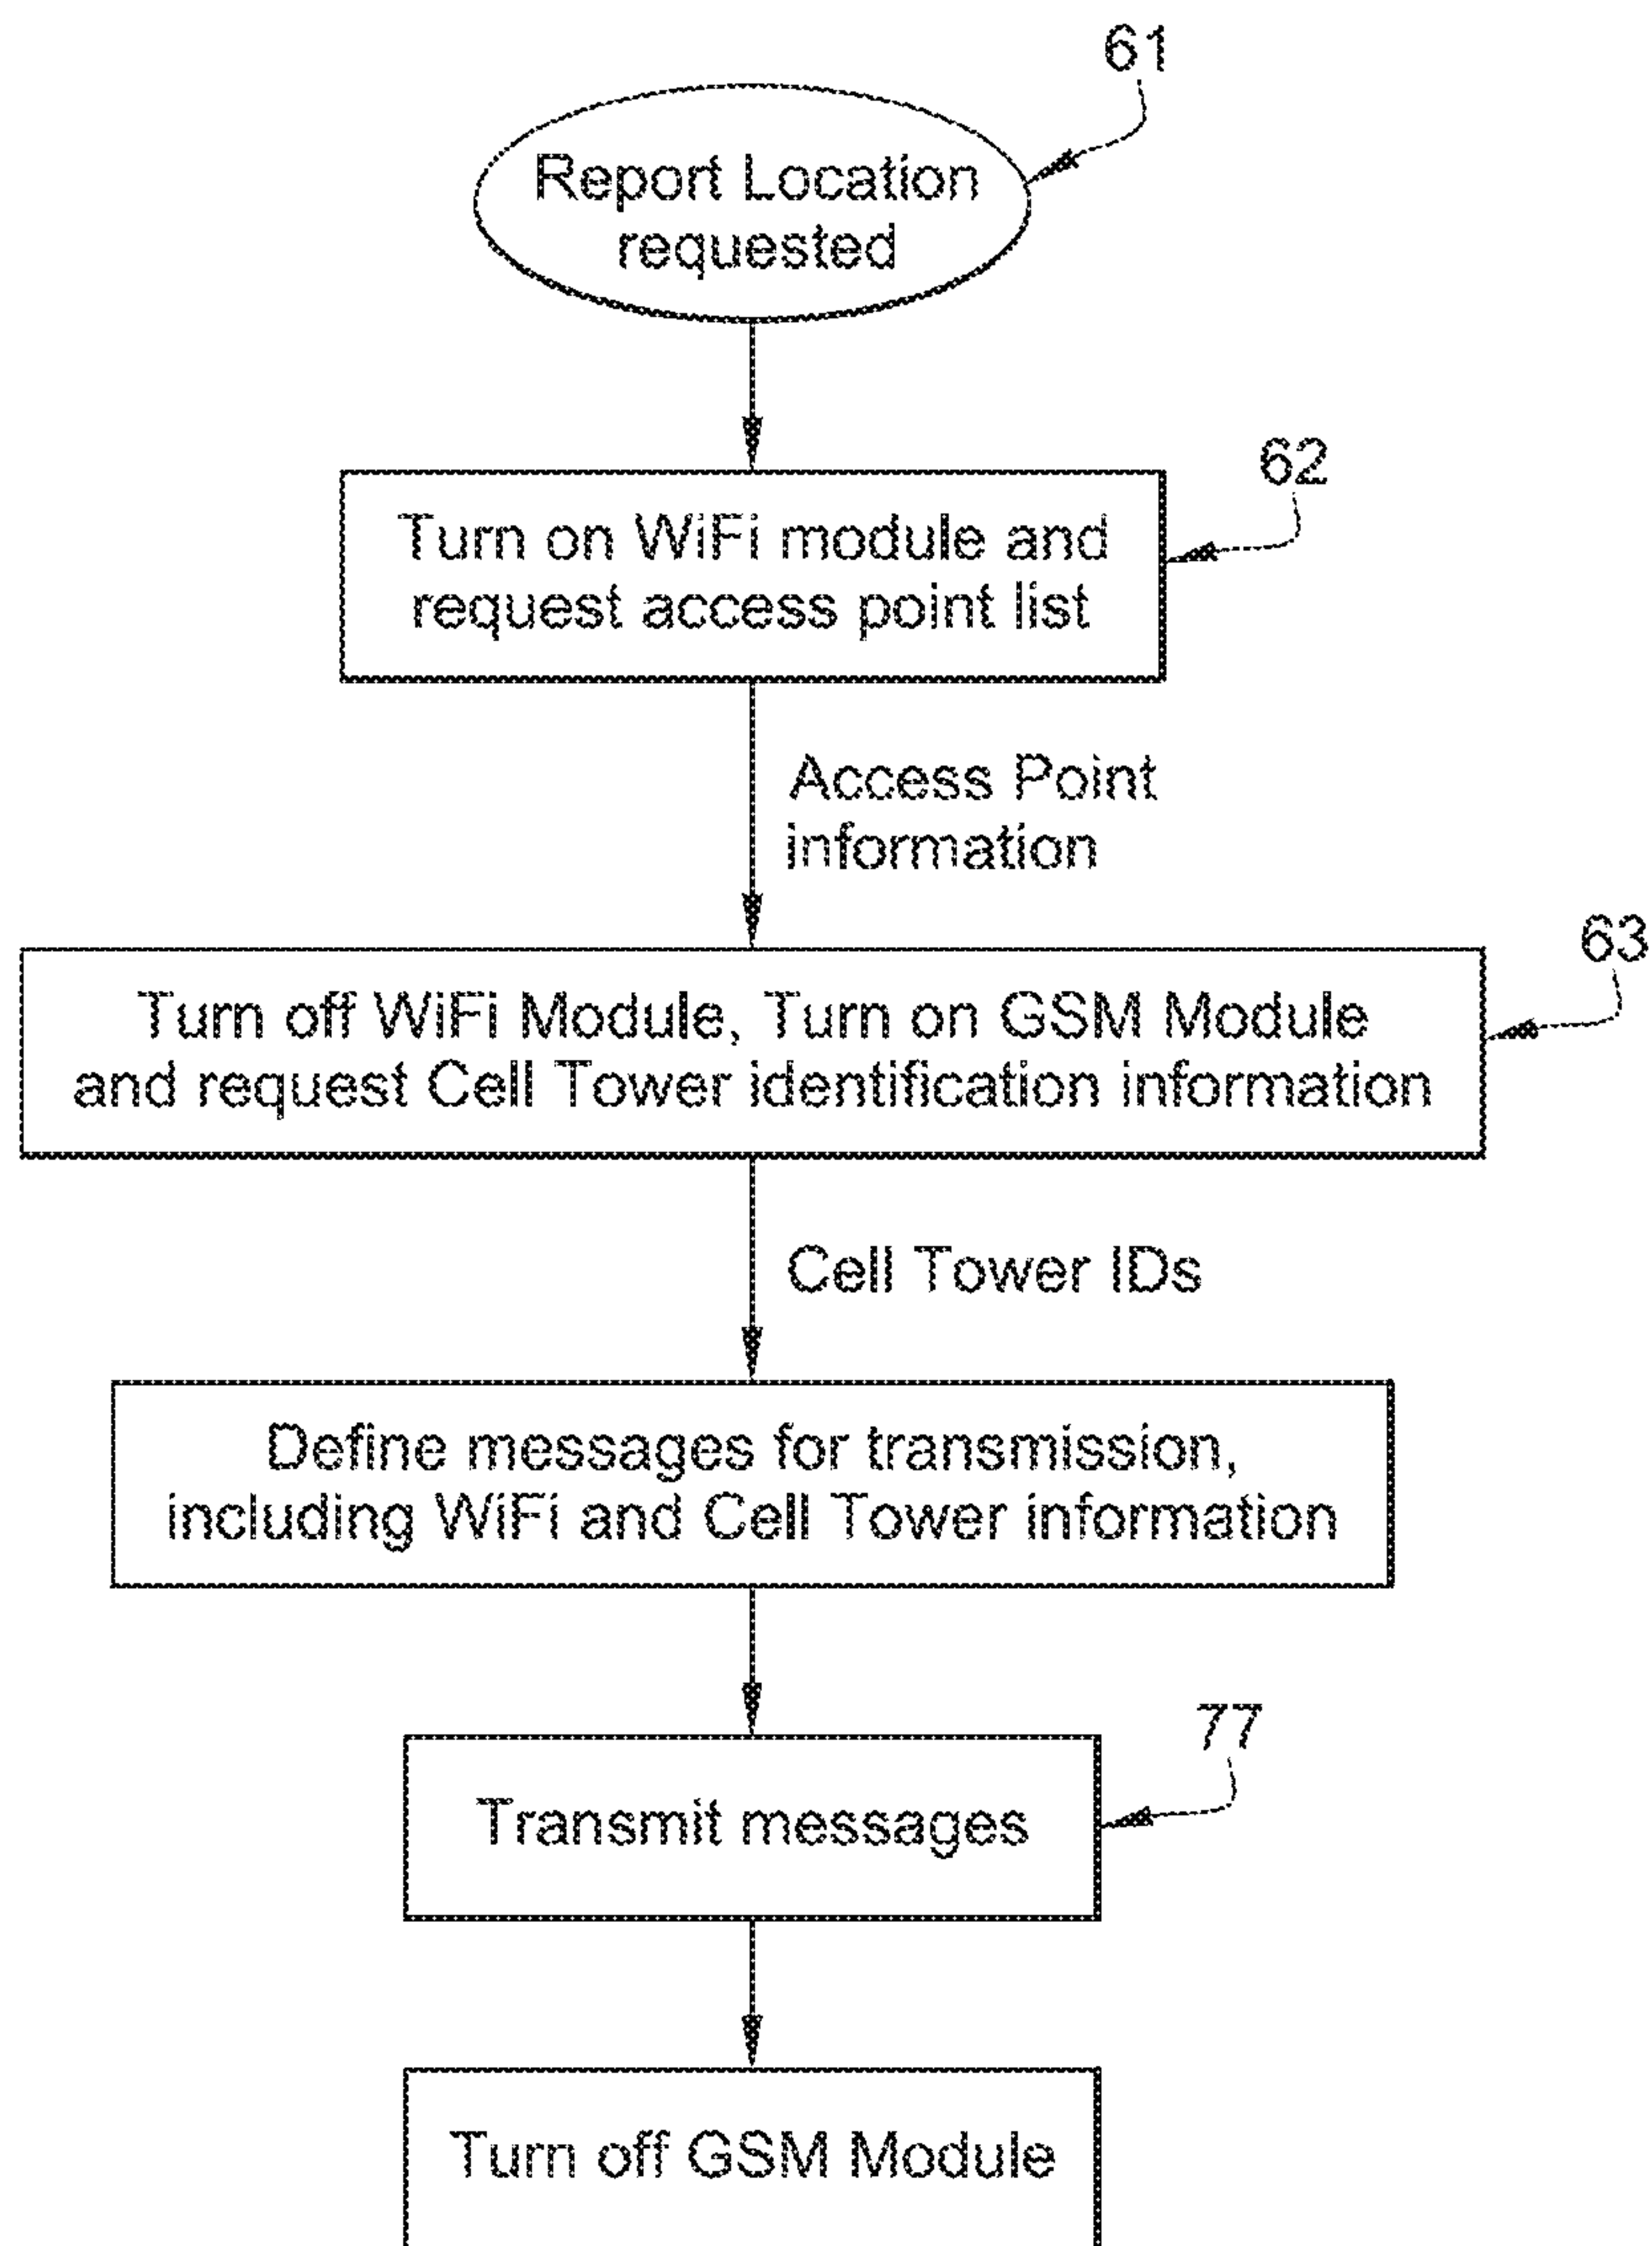 61
Report Location
requested
62
Turn on WiFi module and
request access point list
Access Point
information
63
Turn off WiFi Module, Turn on GSM Module
and request Cell Tower identification information
Cell Tower IDs
Define messages for transmission,
including WiFi and Cell Tower information
77
Transmit messages
Turn off GSM Module